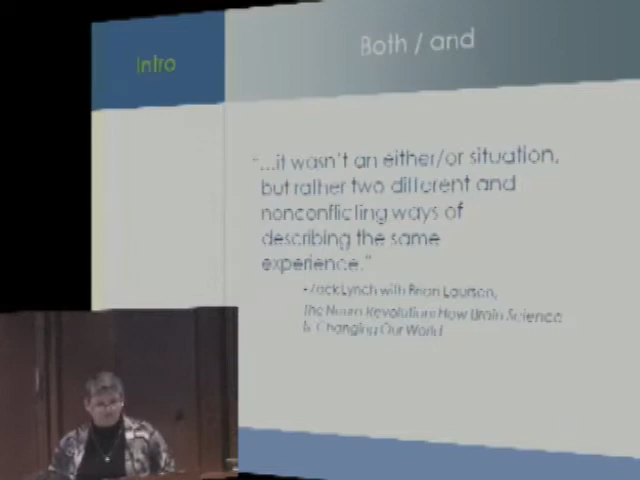 Intro
Both / and
"...it wasn't an either/or situation,
but rather two different and
nonconflicting ways of
describing the same
experience."
-Zack Lynch with Brian Laursen,
The Neuro Revolution: How Brain Science
Is Changing Our World